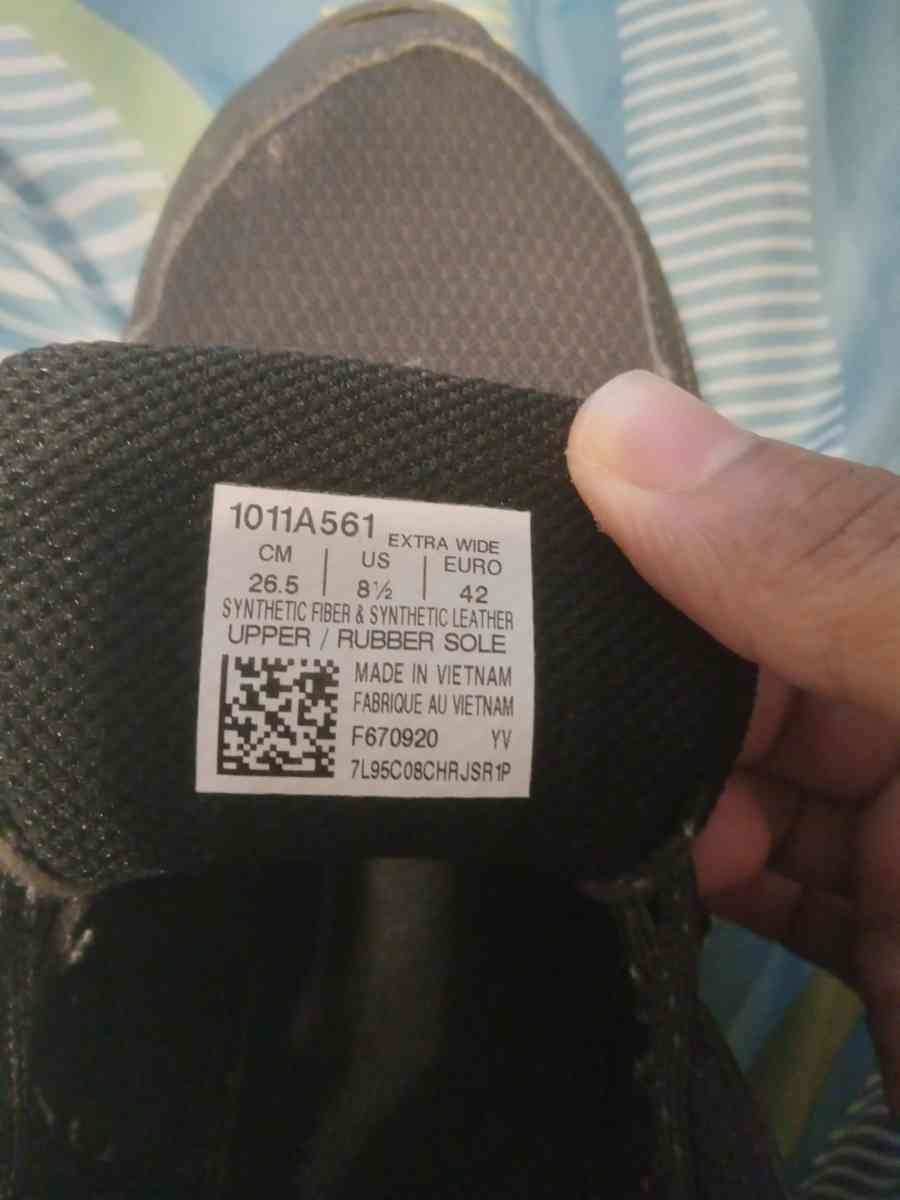 1011A561 EXTRA WIDE
CM | US | EURO
26.5 | 8½ | 42
SYNTHETIC FIBER & SYNTHETIC LEATHER
UPPER / RUBBER SOLE
MADE IN VIETNAM
FABRIQUE AU VIETNAM
F670920 YV
7L95C08CHRJSR1P